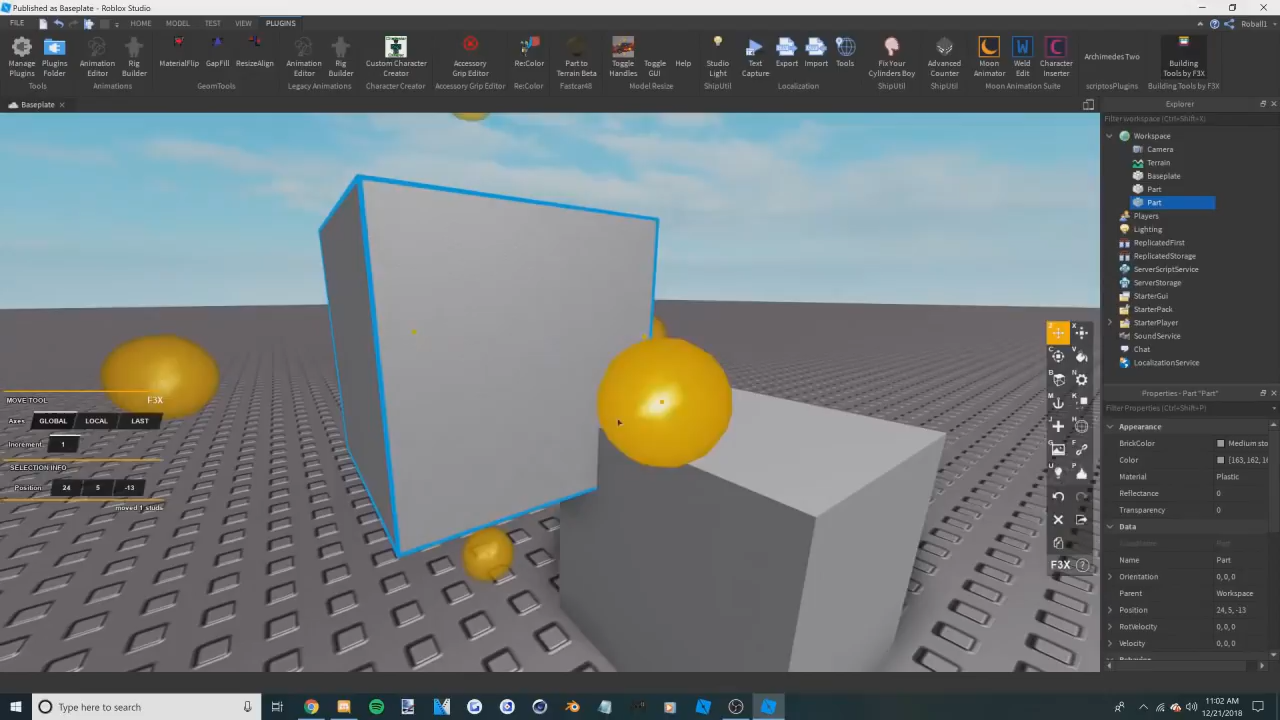 Published as Baseplate - Roblox Studio
FILE HOME MODEL TEST VIEW PLUGINS Roball1
Manage Plugins
Plugins Folder
Animation Editor
Rig Builder
MaterialFlip
GapFill
ResizeAlign
Animation Editor
Rig Builder
Custom Character Creator
Accessory Grip Editor
Re:Color
Part to Terrain Beta
Toggle Handles
Toggle GUI
Help
Studio Light
Text Capture
Export
Import
Tools
FixYour Cylinders Boy
Advanced Counter
Moon Animator
Weld Edit
Character Inserter
Archimedes Two
Building Tools by F3X
Tools Animations GeomTools Legacy Animations Character Creator Accessory Grip Editor Re:Color Fastcar48 Model Resize ShipUtil Localization ShipUtil ShipUtil Moon Animation Suite scriptosPlugins Building Tools by F3X
Baseplate
Explorer
Filter workspace (Ctrl+Shift+X)
Workspace
Camera
Terrain
Baseplate
Part
Part
Players
Lighting
ReplicatedFirst
ReplicatedStorage
ServerScriptService
ServerStorage
StarterGui
StarterPack
StarterPlayer
SoundService
Chat
LocalizationService
Properties - Part "Part"
Filter Properties (Ctrl+Shift+P)
Appearance
BrickColor Medium sto
Color [163, 162, 16
Material Plastic
Reflectance 0
Transparency 0
Data
Name Part
Orientation 0, 0, 0
Parent Workspace
Position 24, 5, -13
RotVelocity 0, 0, 0
Velocity 0, 0, 0
MOVE TOOL F3X
Axes GLOBAL LOCAL LAST
Increment 1
SELECTION INFO
Position 24 5 -13
moved 1 studs
Z X
C V
B N
M K
J H
G F
U P
F3X ?
Type here to search
11:02 AM
12/21/2018